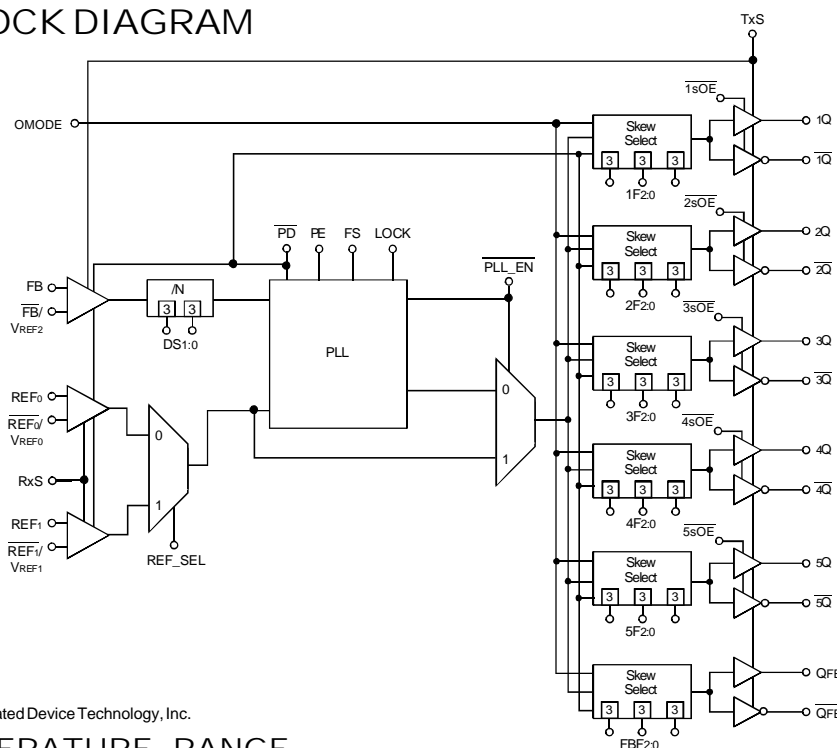 OCK DIAGRAM
TxS
1sOE
OMODE
Skew
Select
3 3 3
1F2:0
1Q
1Q
2sOE
PD PE FS LOCK
PLL_EN
Skew
Select
3 3 3
2F2:0
2Q
2Q
FB
FB/
VREF2
/N
3 3
DS1:0
PLL
3sOE
Skew
Select
3 3 3
3F2:0
3Q
3Q
0
1
REF0
REF0/
VREF0
RxS
REF1
REF1/
VREF1
0
1
REF_SEL
4sOE
Skew
Select
3 3 3
4F2:0
4Q
4Q
5sOE
Skew
Select
3 3 3
5F2:0
5Q
5Q
Skew
Select
3 3 3
FBF2:0
QFB
QFB
ated Device Technology, Inc.
ERATURE RANGE